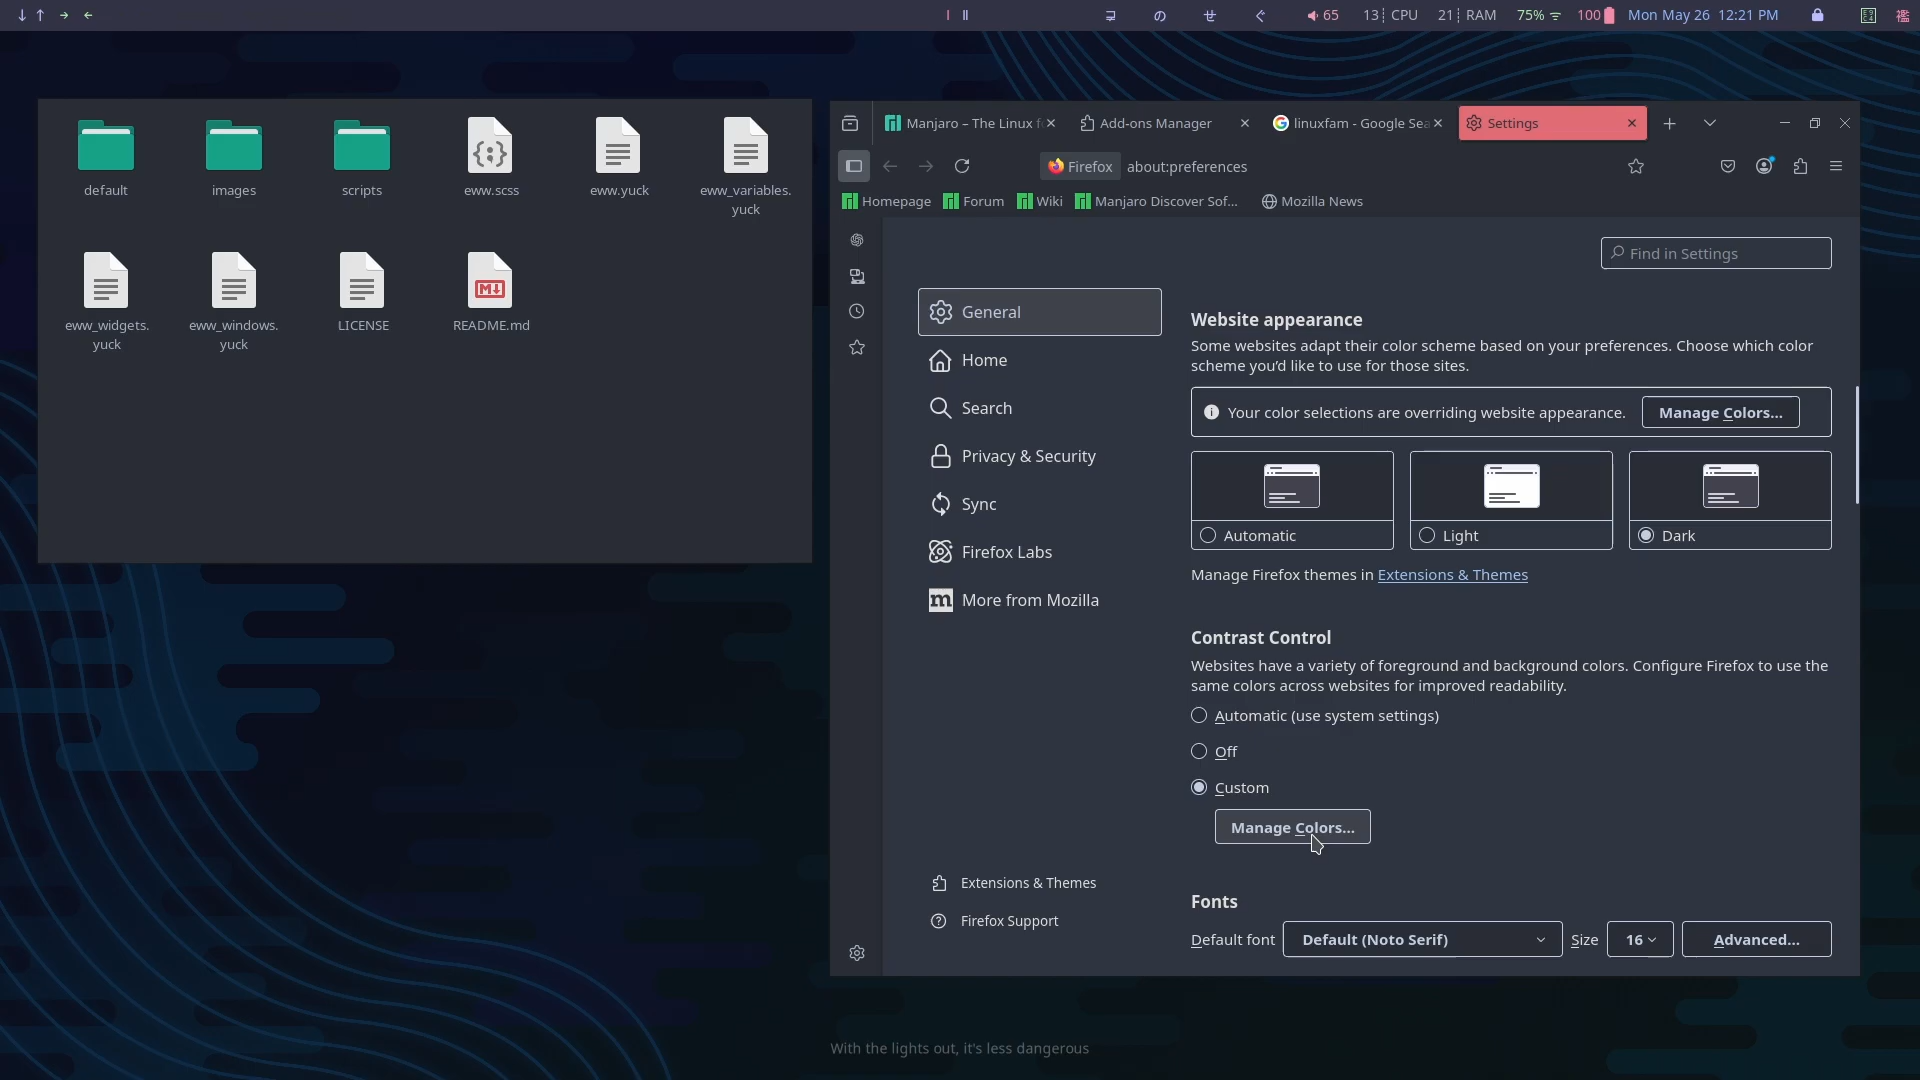 ↓ ↑ → ←
I II
コ の せ ぐ
65 13 CPU 21 RAM 75% 100 Mon May 26 12:21 PM
default images scripts eww.scss eww.yuck eww_variables.
yuck
eww_widgets. eww_windows. LICENSE README.md
yuck yuck
Manjaro – The Linux f Add-ons Manager linuxfam - Google Sea Settings
Firefox about:preferences
Homepage Forum Wiki Manjaro Discover Sof... Mozilla News
Find in Settings
General
Home
Search
Privacy & Security
Sync
Firefox Labs
More from Mozilla
Extensions & Themes
Firefox Support
Website appearance
Some websites adapt their color scheme based on your preferences. Choose which color
scheme you’d like to use for those sites.
Your color selections are overriding website appearance. Manage Colors...
Automatic Light Dark
Manage Firefox themes in Extensions & Themes
Contrast Control
Websites have a variety of foreground and background colors. Configure Firefox to use the
same colors across websites for improved readability.
Automatic (use system settings)
Off
Custom
Manage Colors...
Fonts
Default font Default (Noto Serif) Size 16 Advanced...
With the lights out, it's less dangerous